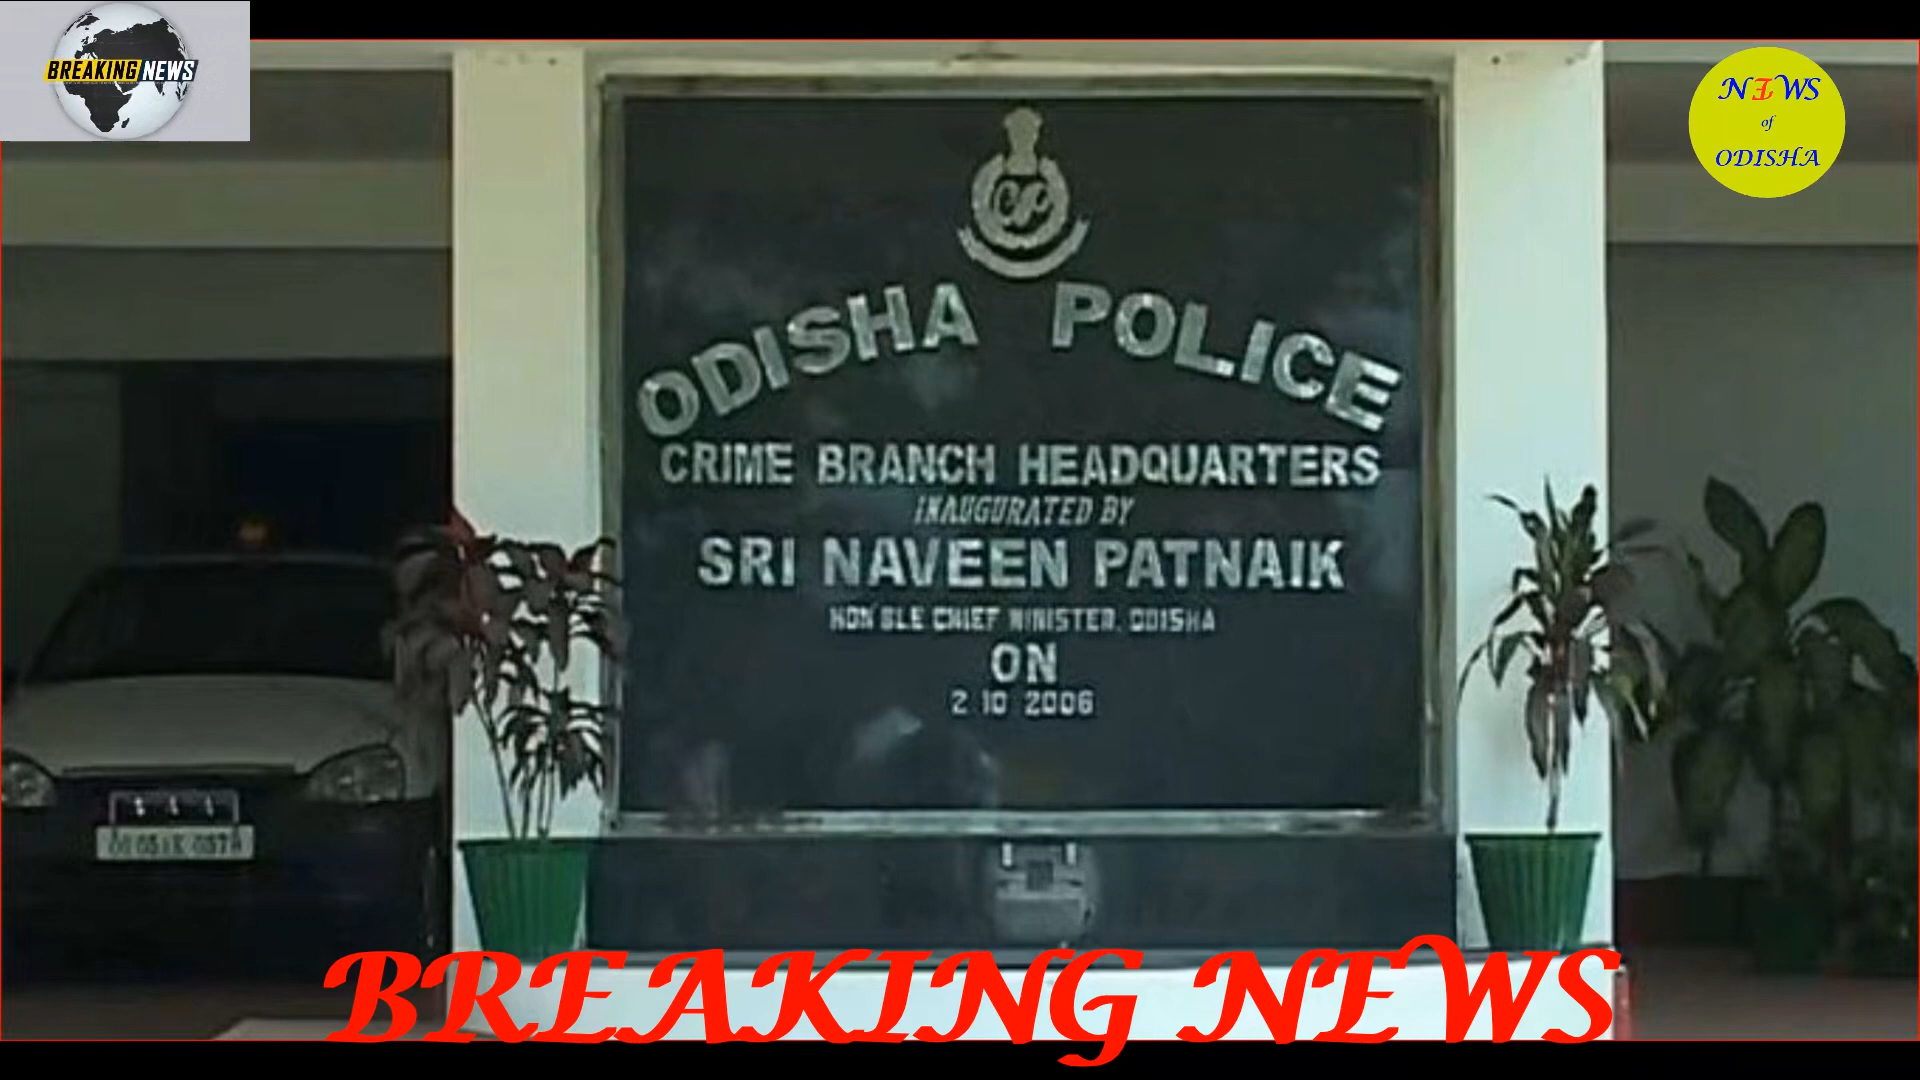 BREAKING NEWS
NEWS
of
ODISHA
CP
ODISHA POLICE
CRIME BRANCH HEADQUARTERS
INAUGURATED BY
SRI NAVEEN PATNAIK
HON'BLE CHIEF MINISTER, ODISHA
ON
2 10 2006
BREAKING NEWS